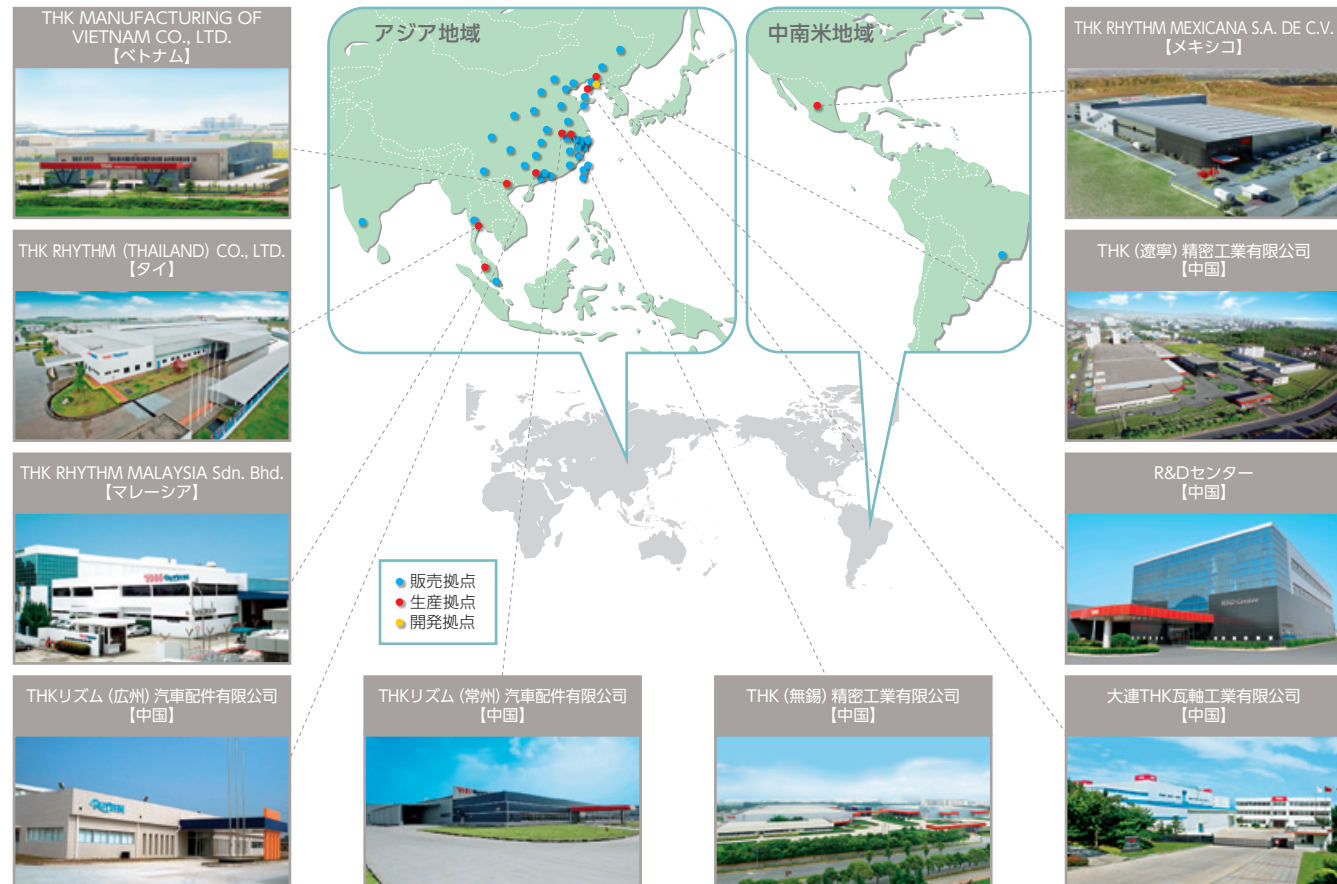 THK MANUFACTURING OF
VIETNAM CO., LTD.
【ベトナム】
アジア地域
中南米地域
THK RHYTHM MEXICANA S.A. DE C.V.
【メキシコ】
THK RHYTHM (THAILAND) CO., LTD.
【タイ】
THK (遼寧) 精密工業有限公司
【中国】
THK RHYTHM MALAYSIA Sdn. Bhd.
【マレーシア】
R&Dセンター
【中国】
販売拠点
生産拠点
開発拠点
THKリズム (広州) 汽車配件有限公司
【中国】
THKリズム (常州) 汽車配件有限公司
【中国】
THK (無錫) 精密工業有限公司
【中国】
大連THK瓦軸工業有限公司
【中国】